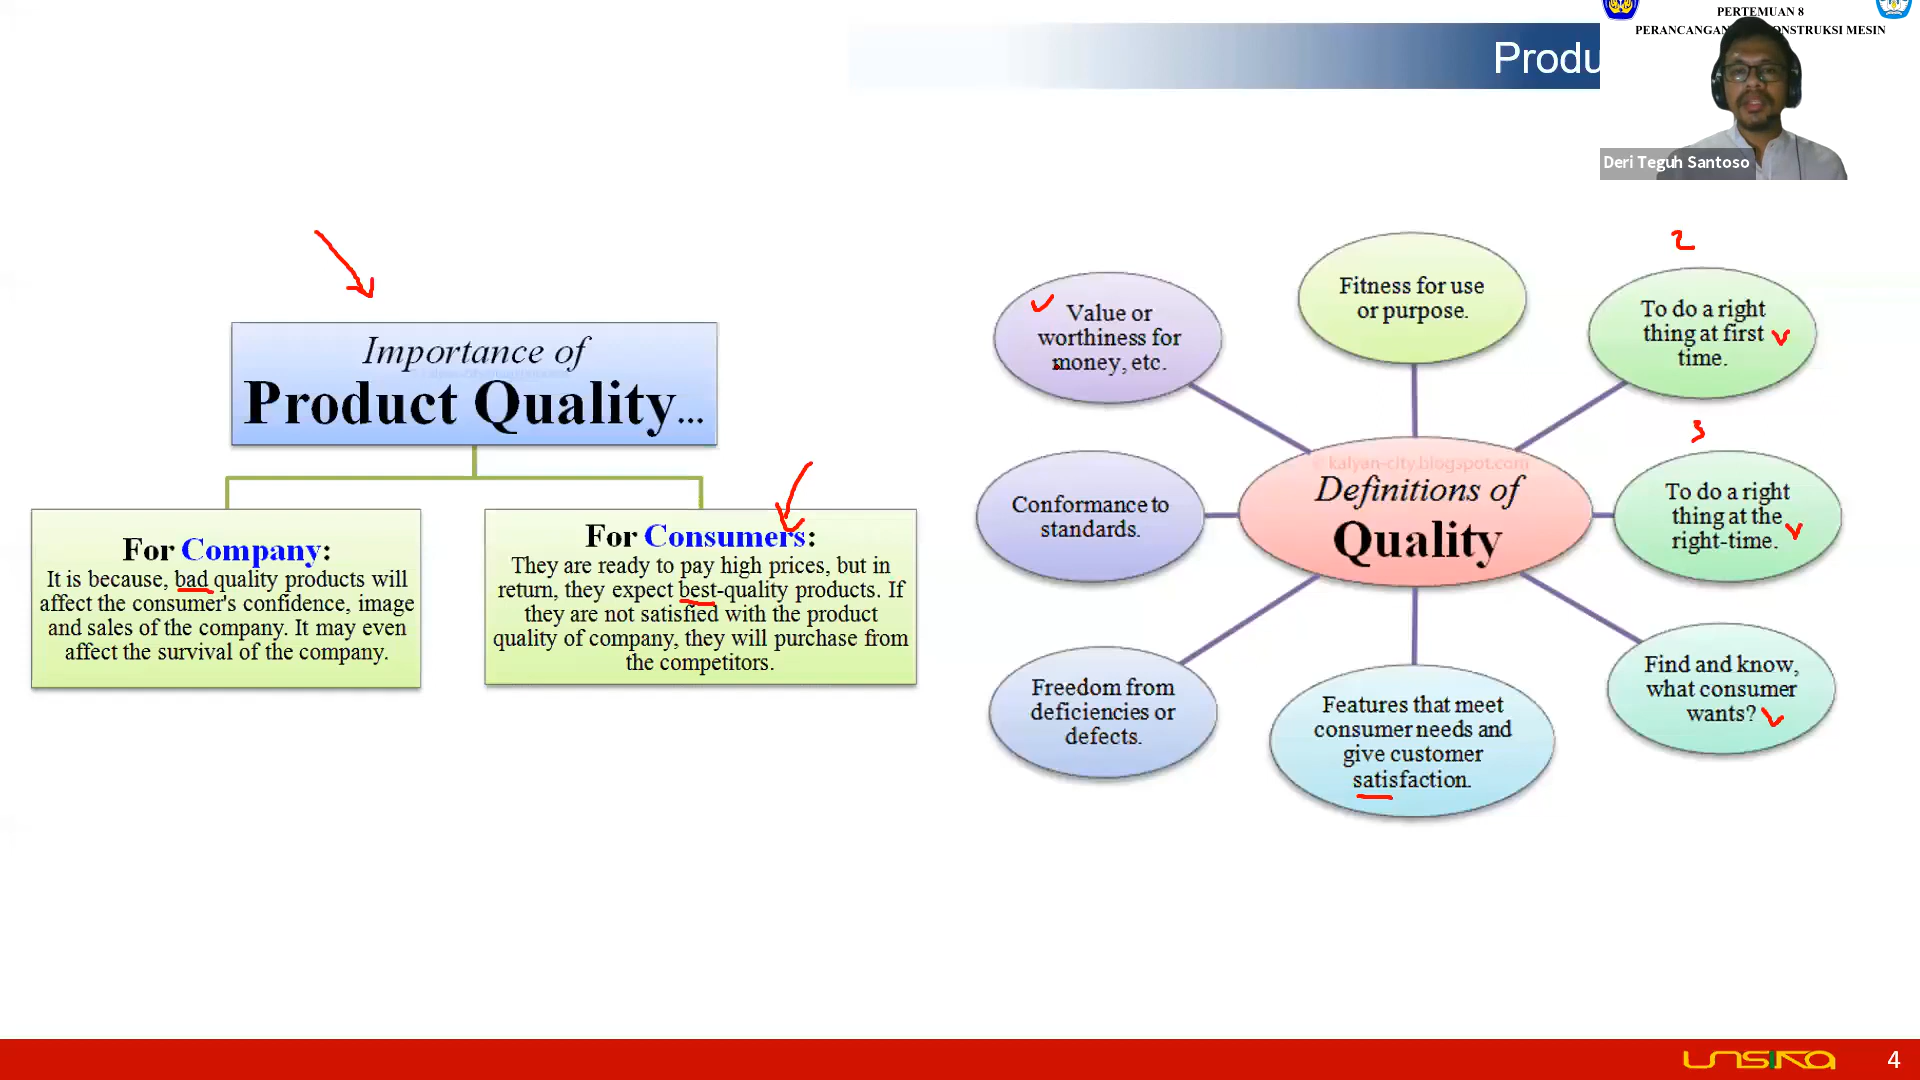 PERTEMUAN 8
PERANCANGAN ONSTRUKSI MESIN
Produ
Deri Teguh Santoso
Importance of
Product Quality...
For Company:
It is because, bad quality products will
affect the consumer's confidence, image
and sales of the company. It may even
affect the survival of the company.
For Consumers:
They are ready to pay high prices, but in
return, they expect best-quality products. If
they are not satisfied with the product
quality of company, they will purchase from
the competitors.
Value or
worthiness for
money, etc.
Fitness for use
or purpose.
2
To do a right
thing at first
time.
Conformance to
standards.
© kalyan-city.blogspot.com
Definitions of
Quality
3
To do a right
thing at the
right-time.
Freedom from
deficiencies or
defects.
Features that meet
consumer needs and
give customer
satisfaction.
Find and know,
what consumer
wants?
UNSIKA
4